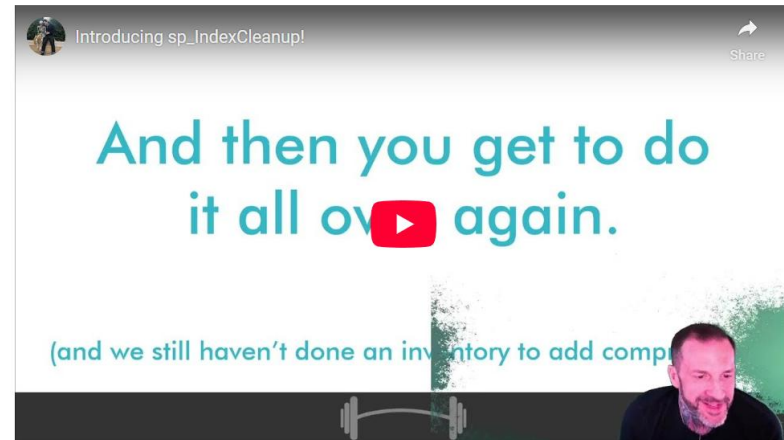 Introducing sp_IndexCleanup!
Share
And then you get to do
it all again.
(and we still haven't done an to add